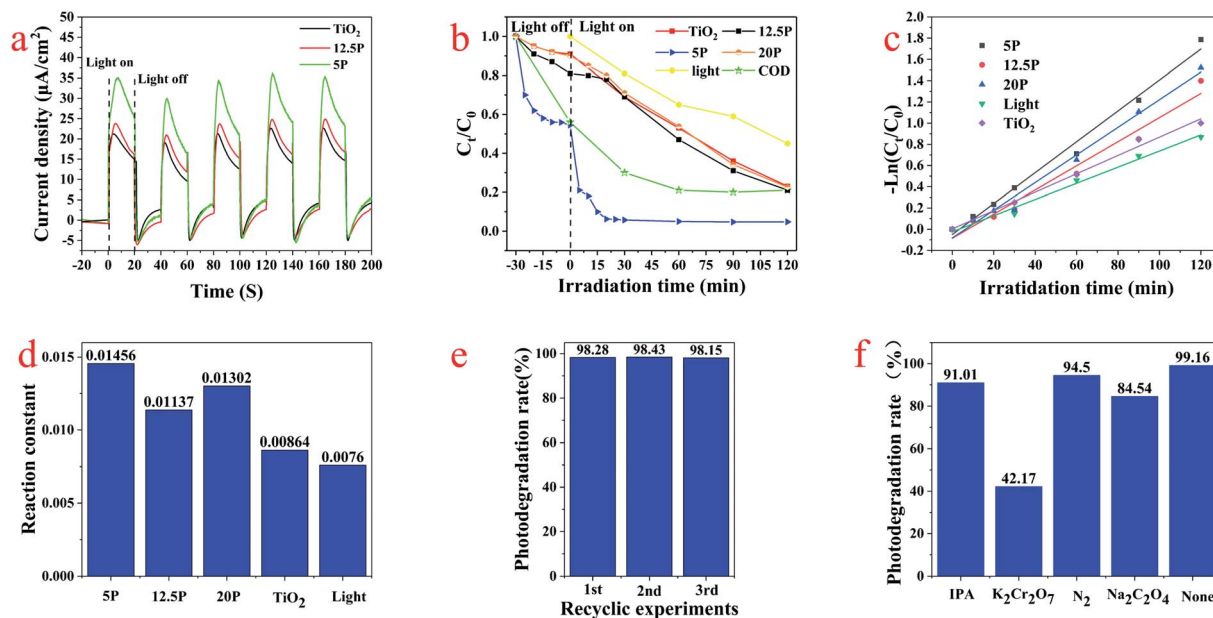 a
Current density (μA/cm²)
50
45
40
35
30
25
20
15
10
5
0
-5
Light on
Light off
TiO₂
12.5P
5P
-20 0 20 40 60 80 100 120 140 160 180 200
Time (S)
b
Light off
Light on
Cₜ/C₀
1.0
0.8
0.6
0.4
0.2
0.0
TiO₂
12.5P
5P
20P
light
COD
-30 -15 0 15 30 45 60 75 90 105 120
Irradiation time (min)
c
-Ln(Cₜ/C₀)
2.0
1.8
1.6
1.4
1.2
1.0
0.8
0.6
0.4
0.2
0.0
-0.2
5P
12.5P
20P
Light
TiO₂
0 20 40 60 80 100 120
Irratidation time (min)
d
Reaction constant
0.015
0.010
0.005
0.000
0.01456
0.01137
0.01302
0.00864
0.0076
5P 12.5P 20P TiO₂ Light
e
Photodegradation rate(%)
100
80
60
40
20
0
98.28 98.43 98.15
1st 2nd 3rd
Recyclic experiments
f
Photodegradation rate (%)
100
80
60
40
20
0
91.01
42.17
94.5
84.54
99.16
IPA K₂Cr₂O₇ N₂ Na₂C₂O₄ None